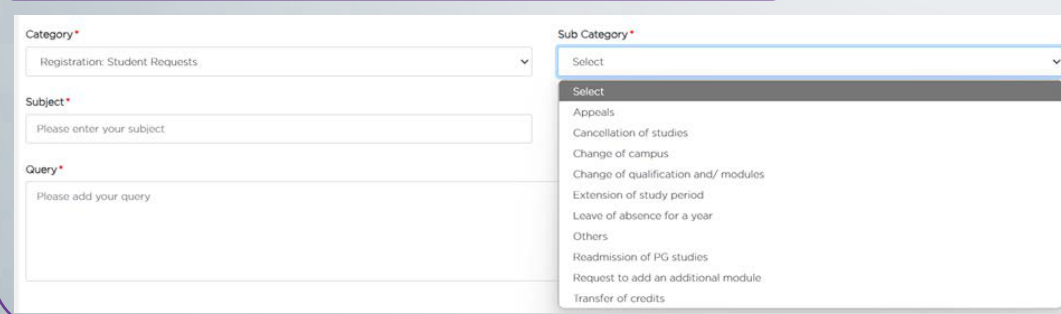 Category*
Sub Category*
Registration: Student Requests
Select
Subject*
Please enter your subject
Query*
Please add your query
Select
Appeals
Cancellation of studies
Change of campus
Change of qualification and/ modules
Extension of study period
Leave of absence for a year
Others
Readmission of PG studies
Request to add an additional module
Transfer of credits